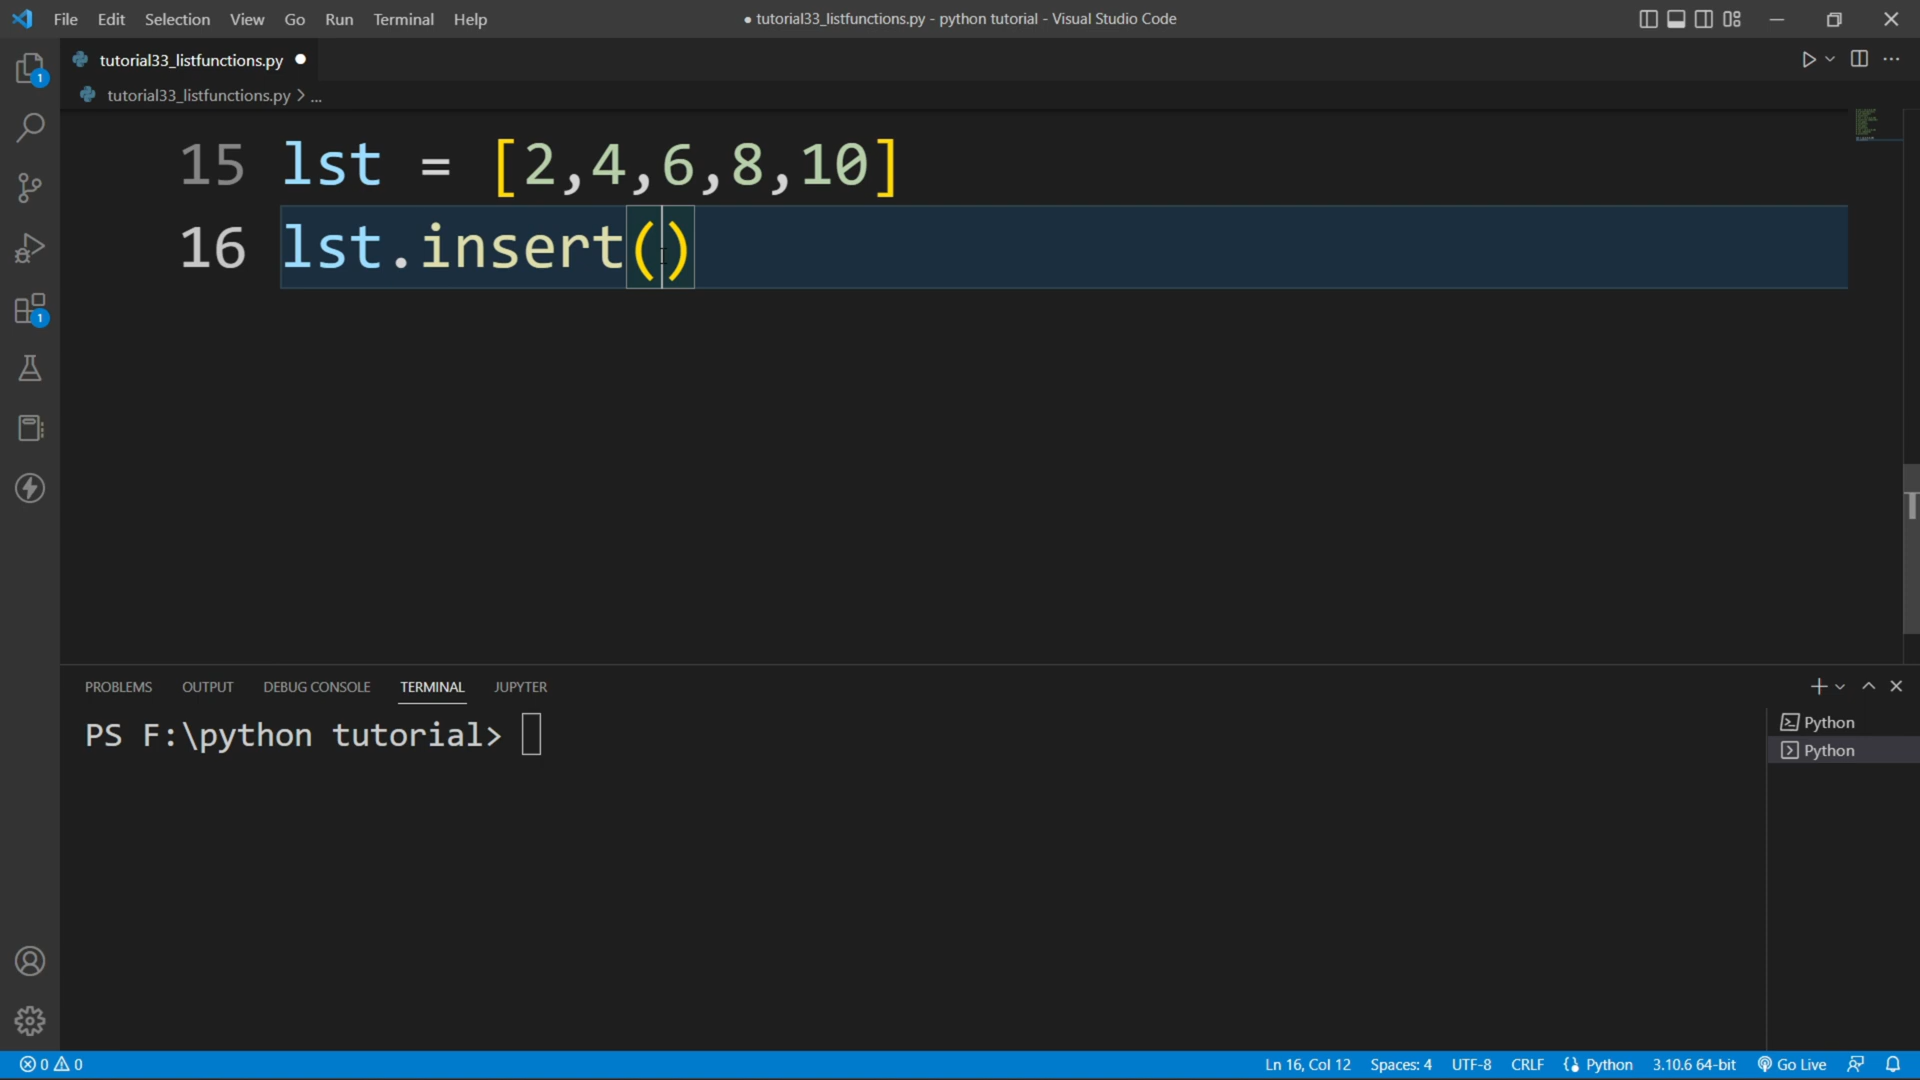 File Edit Selection View Go Run Terminal Help
● tutorial33_listfunctions.py - python tutorial - Visual Studio Code
tutorial33_listfunctions.py ●
tutorial33_listfunctions.py > ...
1
15 lst = [2,4,6,8,10]
16 lst.insert()
1
PROBLEMS OUTPUT DEBUG CONSOLE TERMINAL JUPYTER
PS F:\python tutorial>
Python
Python
0 0 Ln 16, Col 12 Spaces: 4 UTF-8 CRLF Python 3.10.6 64-bit Go Live